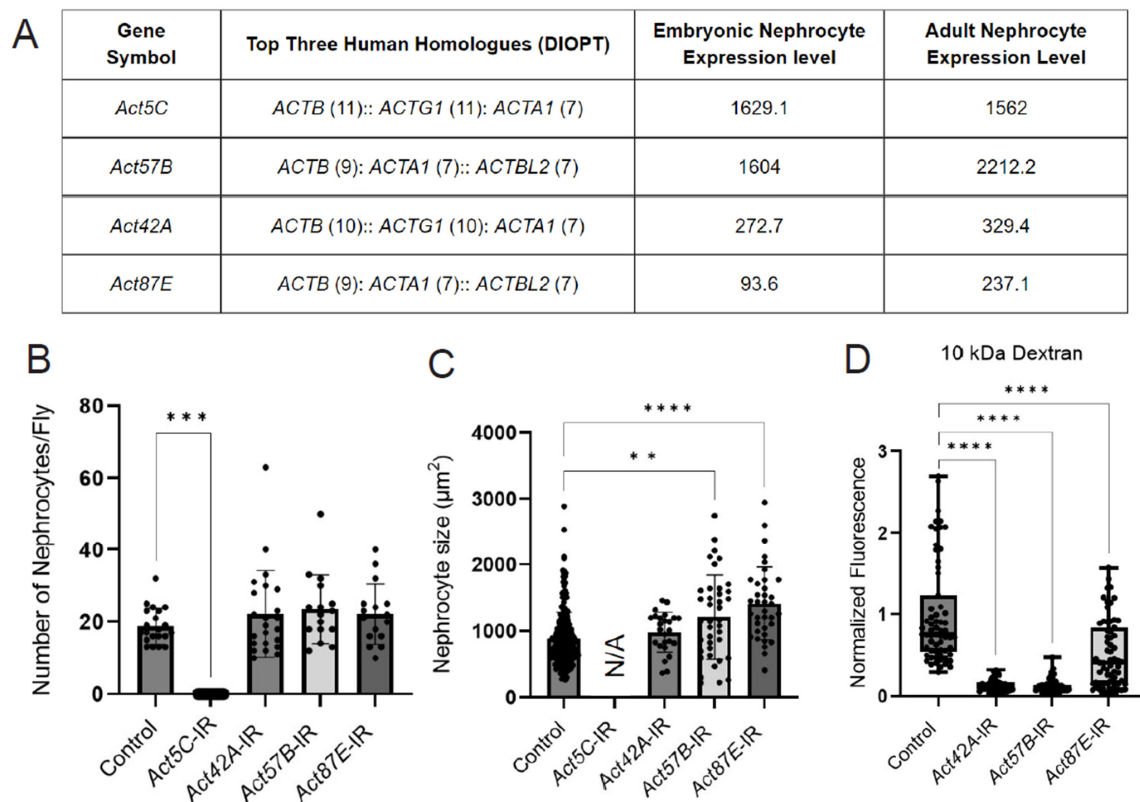 A
Gene Symbol
Top Three Human Homologues (DIOPT)
Embryonic Nephrocyte Expression level
Adult Nephrocyte Expression Level
Act5C
ACTB (11):: ACTG1 (11): ACTA1 (7)
1629.1
1562
Act57B
ACTB (9): ACTA1 (7):: ACTBL2 (7)
1604
2212.2
Act42A
ACTB (10):: ACTG1 (10): ACTA1 (7)
272.7
329.4
Act87E
ACTB (9): ACTA1 (7):: ACTBL2 (7)
93.6
237.1
B
Number of Nephrocytes/Fly
80
60
40
20
0
***
Control
Act5C-IR
Act42A-IR
Act57B-IR
Act87E-IR
C
Nephrocyte size (µm²)
4000
3000
2000
1000
0
****
**
N/A
Control
Act5C-IR
Act42A-IR
Act57B-IR
Act87E-IR
D
10 kDa Dextran
Normalized Fluorescence
3
2
1
0
****
****
****
Control
Act42A-IR
Act57B-IR
Act87E-IR